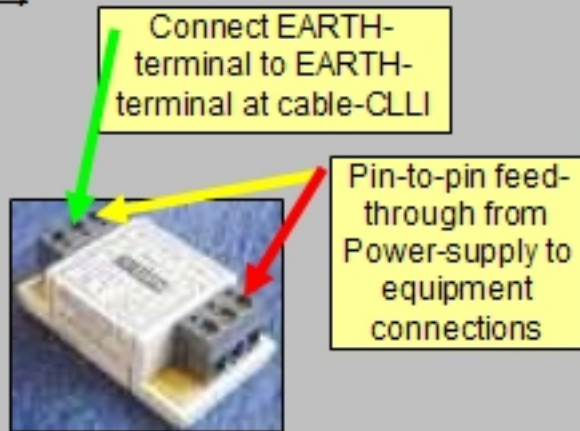 Connect EARTH-
terminal to EARTH-
terminal at cable-CLLI
Pin-to-pin feed-
through from
Power-supply to
equipment
connections